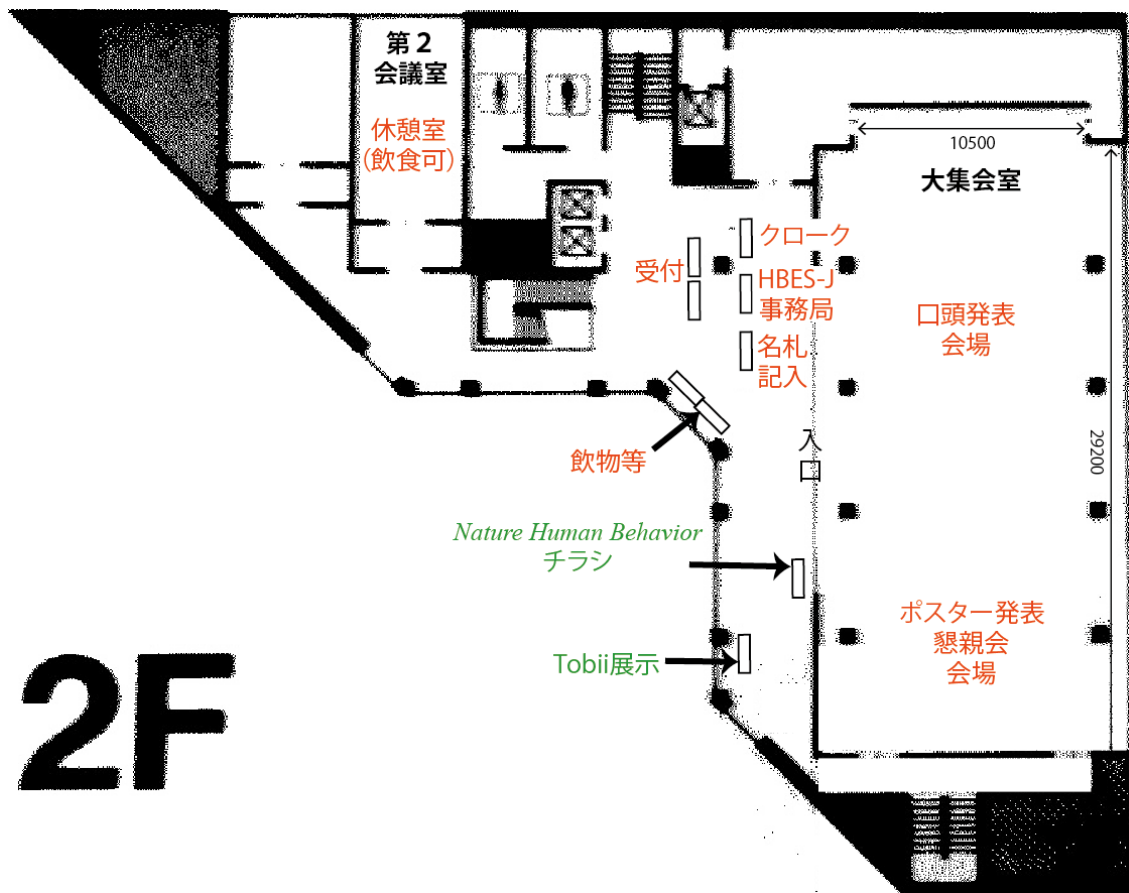 第2
会議室
休憩室
(飲食可)
10500
大集会室
クローク
受付
HBES-J
事務局
口頭発表
会場
名札
記入
29200
入口
飲物等
Nature Human Behavior
チラシ
ポスター発表
懇親会
会場
Tobii展示
2F